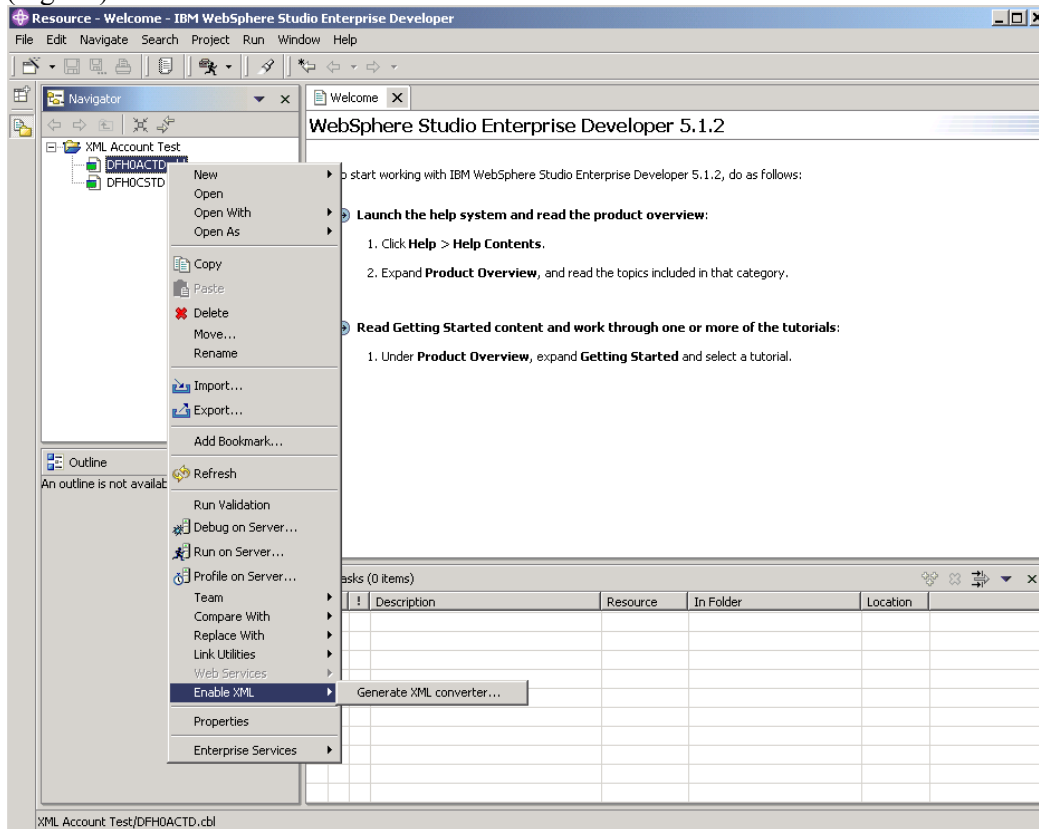 Resource - Welcome - IBM WebSphere Studio Enterprise Developer
File Edit Navigate Search Project Run Window Help
Navigator
XML Account Test
DFH0ACTD
DFH0CSTD
Outline
An outline is not availab
New
Open
Open With
Open As
Copy
Paste
Delete
Move...
Rename
Import...
Export...
Add Bookmark...
Refresh
Run Validation
Debug on Server...
Run on Server...
Profile on Server...
Team
Compare With
Replace With
Link Utilities
Web Services
Enable XML
Generate XML converter...
Properties
Enterprise Services
Welcome
WebSphere Studio Enterprise Developer 5.1.2
o start working with IBM WebSphere Studio Enterprise Developer 5.1.2, do as follows:
Launch the help system and read the product overview:
1. Click Help > Help Contents.
2. Expand Product Overview, and read the topics included in that category.
Read Getting Started content and work through one or more of the tutorials:
1. Under Product Overview, expand Getting Started and select a tutorial.
asks (0 items)
! Description Resource In Folder Location
XML Account Test/DFH0ACTD.cbl